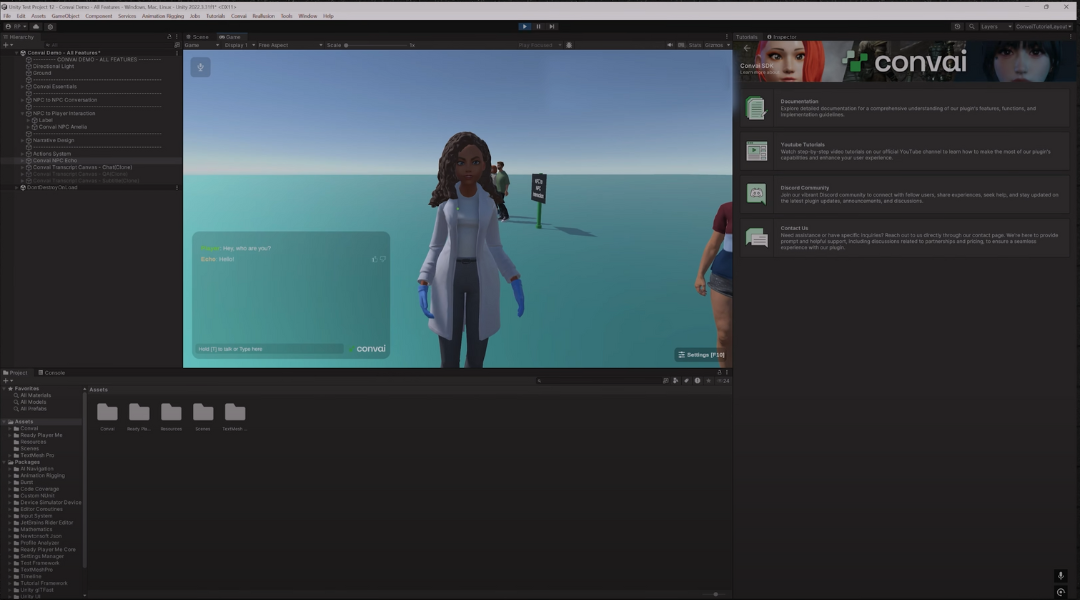 Unity Test Project 12 - Convai Demo - All Features - Windows, Mac, Linux - Unity 2022.3.31f1* <DX11>
File Edit Assets GameObject Component Services Animation Rigging Jobs Tutorials Convai ReAllusion Tools Window Help
Layers ConvaiTutorialLayout
Hierarchy
Scene Game
Tutorials Inspector
Game Display 1 Free Aspect Scale 1x Play Focused Stats Gizmos
Convai Demo - All Features*
CONVAI DEMO - ALL FEATURES
Directional Light
Ground
Convai Essentials
NPC to NPC Conversation
NPC to Player Interaction
Label
Convai NPC Amelia
Narrative Design
Actions System
Convai NPC Echo
Convai Transcript Canvas - Chat(Clone)
DontDestroyOnLoad
Hey, who are you?
Echo: Hello!
Hold [T] to talk or Type here
convai
Settings [F10]
Convai SDK
Learn more about
convai
Documentation
Explore detailed documentation for a comprehensive understanding of our plugin's features, functions, and
implementation guidelines.
Youtube Tutorials
Watch step-by-step video tutorials on our official YouTube channel to learn how to make the most of our plugin's
capabilities and enhance your user experience.
Discord Community
Join our vibrant Discord community to connect with fellow users, share experiences, seek help, and stay updated on
the latest plugin updates, announcements, and discussions.
Contact Us
Need assistance or have specific inquiries? Reach out to us directly through our contact page. We're here to provide
prompt and helpful support, including discussions related to partnerships and pricing, to ensure a seamless
experience with our plugin.
Project Console
Favorites
All Materials
All Models
All Prefabs
Assets
Convai
Ready Player Me
Resources
Scenes
TextMesh Pro
Packages
AI Navigation
Animation Rigging
Burst
Code Coverage
Custom NUnit
Device Simulator Device
Editor Coroutines
Input System
JetBrains Rider Editor
Mathematics
Newtonsoft Json
Profile Analyzer
Ready Player Me Core
Settings Manager
Test Framework
TextMeshPro
Timeline
Tutorial Framework
Unity glTFast
Unity UI
Assets
Convai Ready Pla... Resources Scenes TextMesh ...